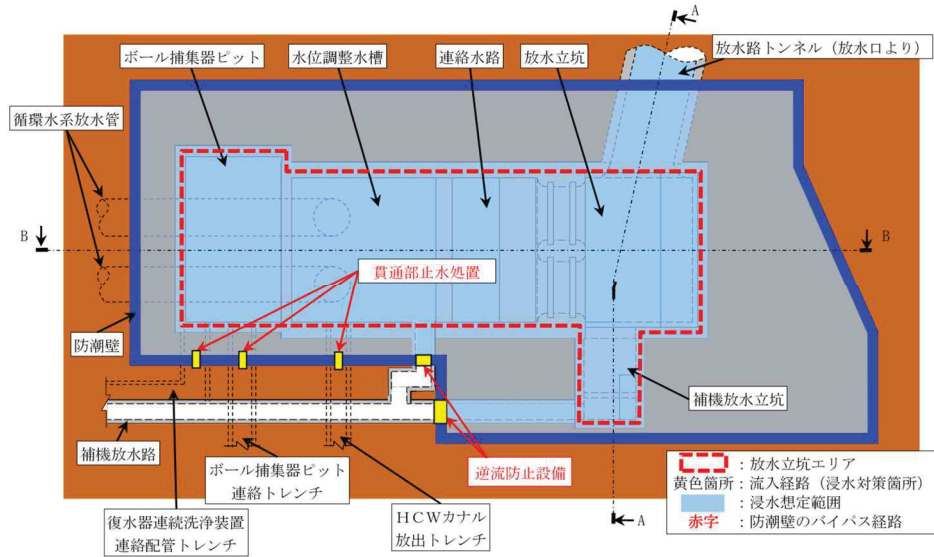 A
放水路トンネル（放水口より）
ボール捕集器ピット
水位調整水槽
連絡水路
放水立坑
循環水系放水管
B
B
貫通部止水処置
防潮壁
補機放水立坑
補機放水路
ボール捕集器ピット
連絡トレンチ
逆流防止設備
復水器連続洗浄装置
連絡配管トレンチ
ＨＣＷカナル
放出トレンチ
A
：放水立坑エリア
黄色箇所：流入経路（浸水対策箇所）
：浸水想定範囲
赤字：防潮壁のバイパス経路